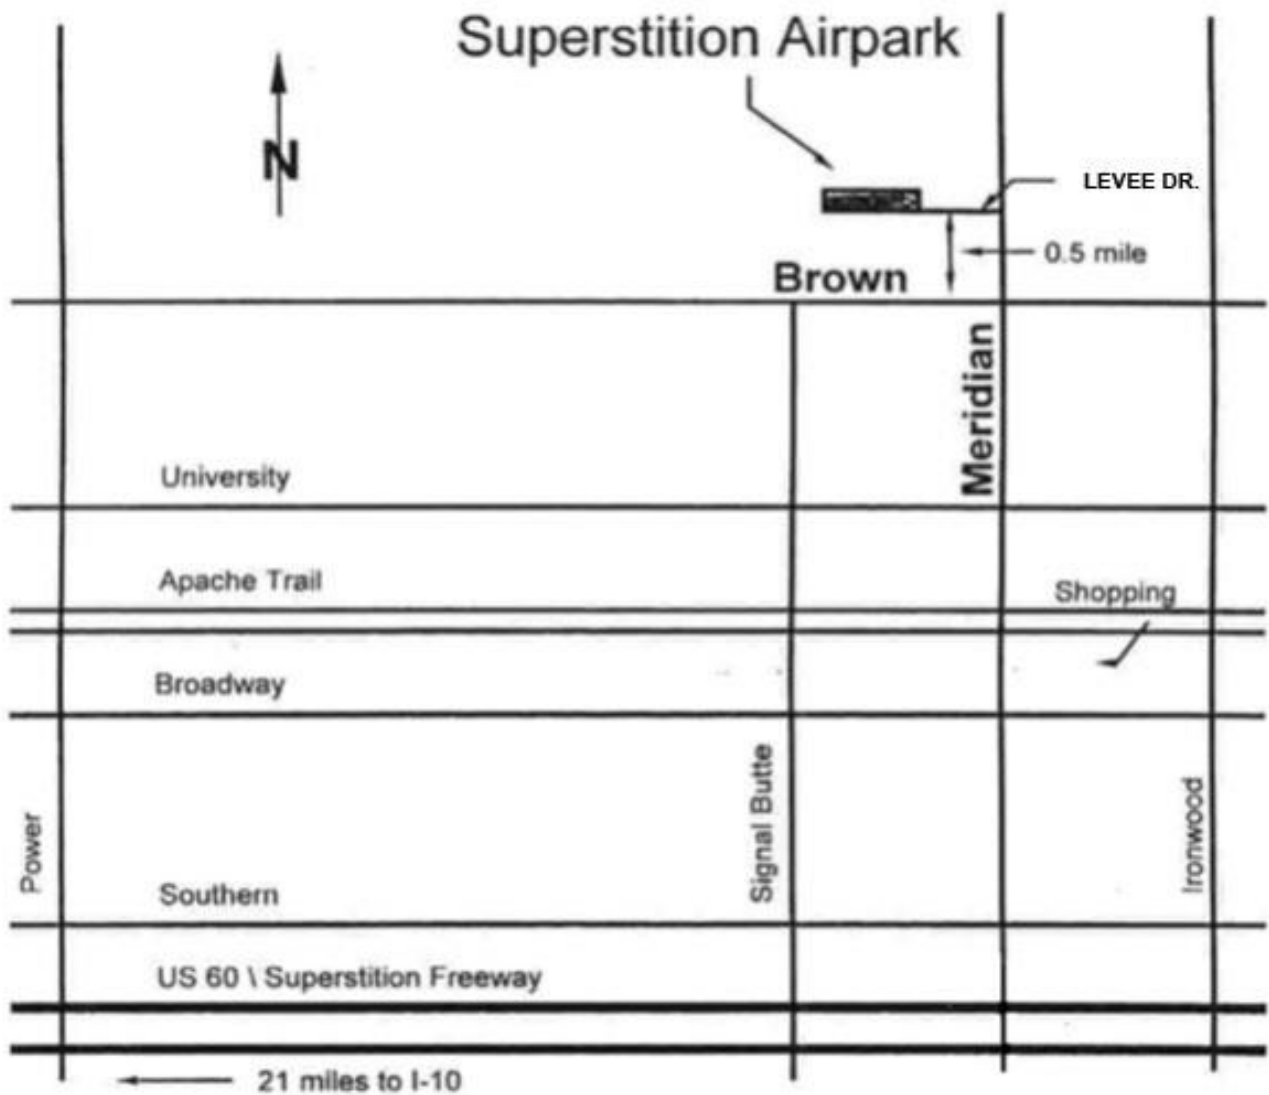 Superstition Airpark
N
LEVEE DR.
0.5 mile
Brown
Meridian
University
Apache Trail
Shopping
Broadway
Signal Butte
Ironwood
Power
Southern
US 60 \ Superstition Freeway
21 miles to I-10